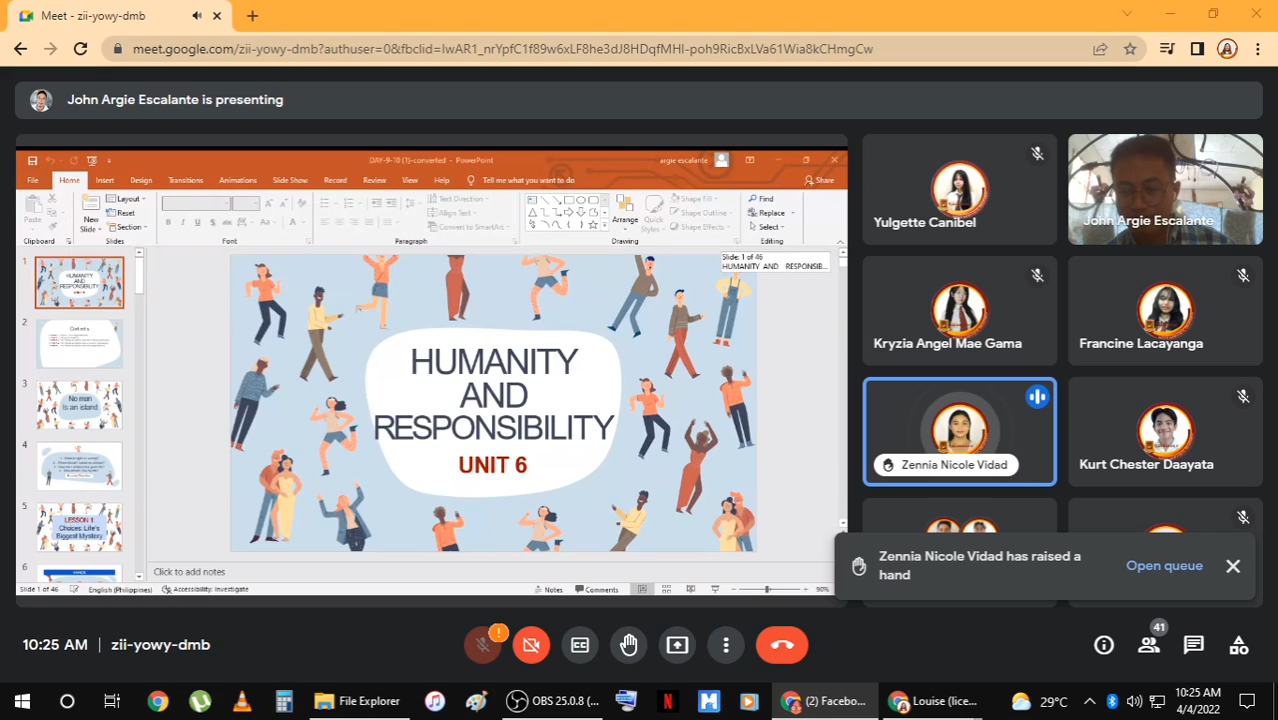 Meet - zii-yowy-dmb
meet.google.com/zii-yowy-dmb?authuser=0&fbclid=IwAR1_nrYpfC1f89w6xLF8he3dJ8HDqfMHI-poh9RicBxLVa61Wia8kCHmgCw
John Argie Escalante is presenting
DAY-9-10 (1)-converted - PowerPoint
argie escalante
File Home Insert Design Transitions Animations Slide Show Record Review View Help Tell me what you want to do Share
Paste
New Slide
Layout
Reset
Section
Text Direction
Align Text
Convert to SmartArt
Arrange
Quick Styles
Shape Fill
Shape Outline
Shape Effects
Find
Replace
Select
Clipboard Slides Font Paragraph Drawing Editing
1
HUMANITY
AND
RESPONSIBILITY
2
Contents
3
No man
Is an island
4
5
LESSON 1:
Choices: Life's
Biggest Mystery
6
Slide: 1 of 46
HUMANITY AND RESPONSIB...
HUMANITY
AND
RESPONSIBILITY
UNIT 6
Click to add notes
Slide 1 of 46 English (Philippines) Accessibility: Investigate Notes Comments 90%
Yulgette Canibel
John Argie Escalante
Kryzia Angel Mae Gama
Francine Lacayanga
Zennia Nicole Vidad
Kurt Chester Daayata
Zennia Nicole Vidad has raised a
hand
Open queue
10:25 AM | zii-yowy-dmb
41
File Explorer
OBS 25.0.8 (...
(2) Facebo...
Louise (lice...
29°C
10:25 AM
4/4/2022